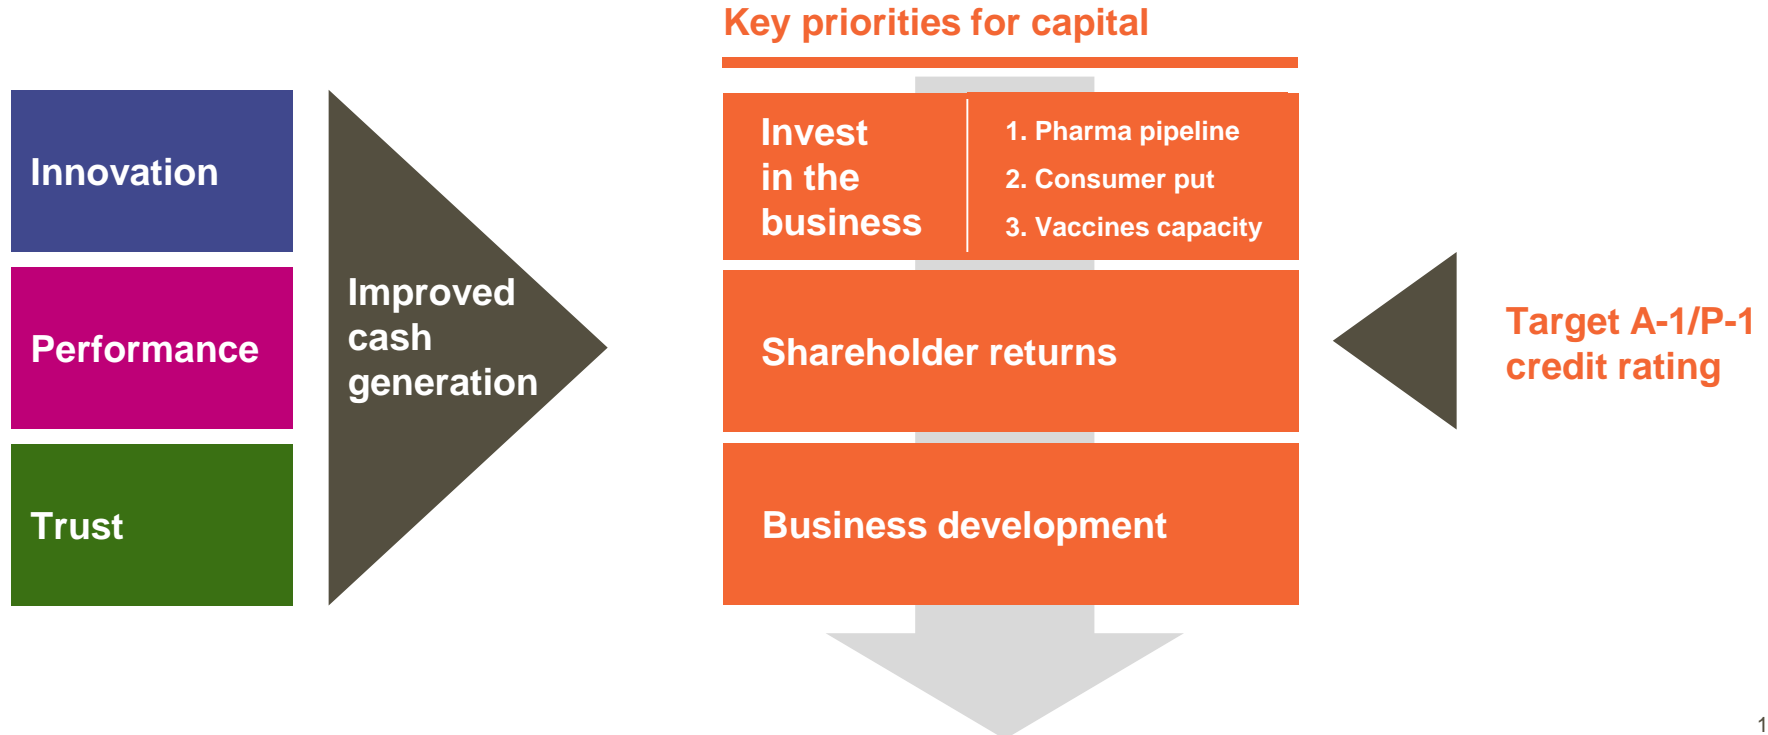 Key priorities for capital
Innovation
Performance
Trust
Improved
cash
generation
Invest
in the
business
1. Pharma pipeline
2. Consumer put
3. Vaccines capacity
Shareholder returns
Business development
Target A-1/P-1
credit rating
1